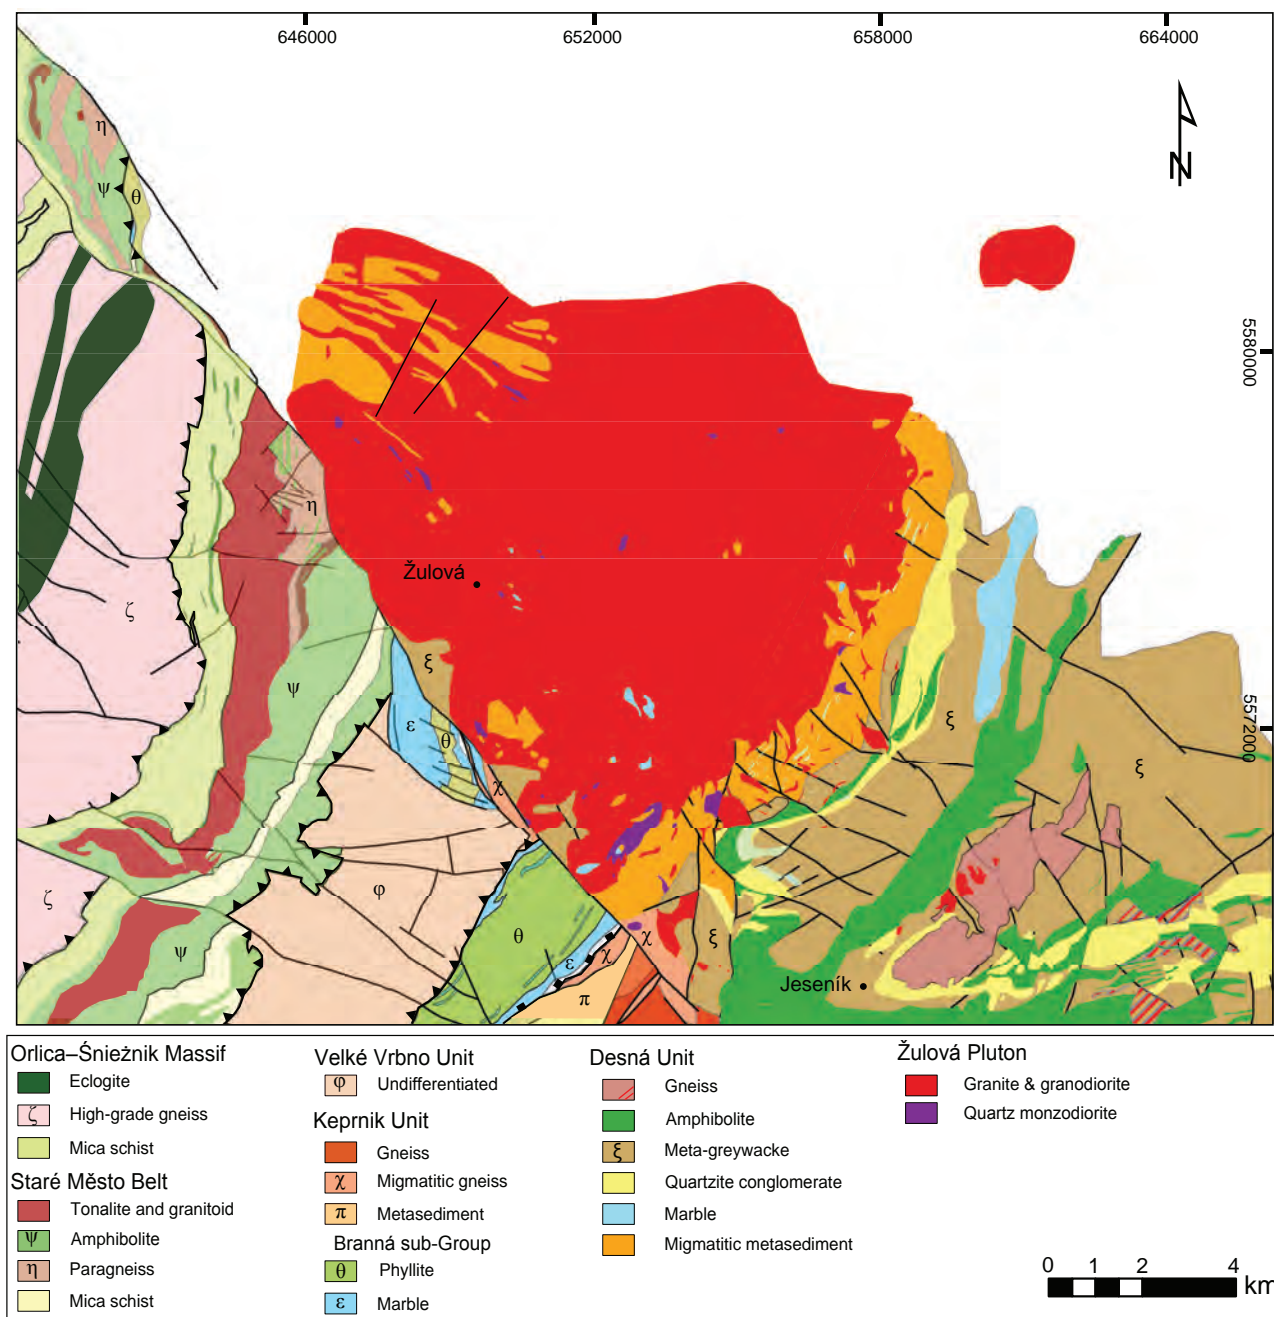 646000 652000 658000 664000
N
η
ψ θ
5580000
η
Žulová
ζ
ξ
ψ
ε θ
ξ
5572000
ξ
χ
ζ
φ
ψ
θ
ε χ
χ
ξ
π
Jeseník
Orlica–Śnieżnik Massif
Eclogite
ζ High-grade gneiss
Mica schist
Staré Město Belt
Tonalite and granitoid
ψ Amphibolite
η Paragneiss
Mica schist
Velké Vrbno Unit
φ Undifferentiated
Keprnik Unit
Gneiss
χ Migmatitic gneiss
π Metasediment
Branná sub-Group
θ Phyllite
ε Marble
Desná Unit
Gneiss
Amphibolite
ξ Meta-greywacke
Quartzite conglomerate
Marble
Migmatitic metasediment
Žulová Pluton
Granite & granodiorite
Quartz monzodiorite
0 1 2 4
km